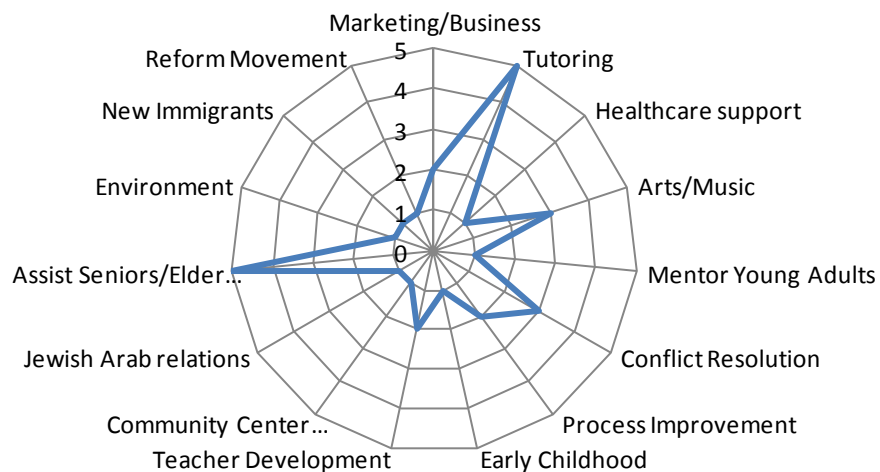 Marketing/Business
Reform Movement
5
Tutoring
New Immigrants
4
Healthcare support
3
Environment
2
Arts/Music
1
Assist Seniors/Elder...
0
Mentor Young Adults
Jewish Arab relations
Conflict Resolution
Community Center...
Process Improvement
Teacher Development
Early Childhood